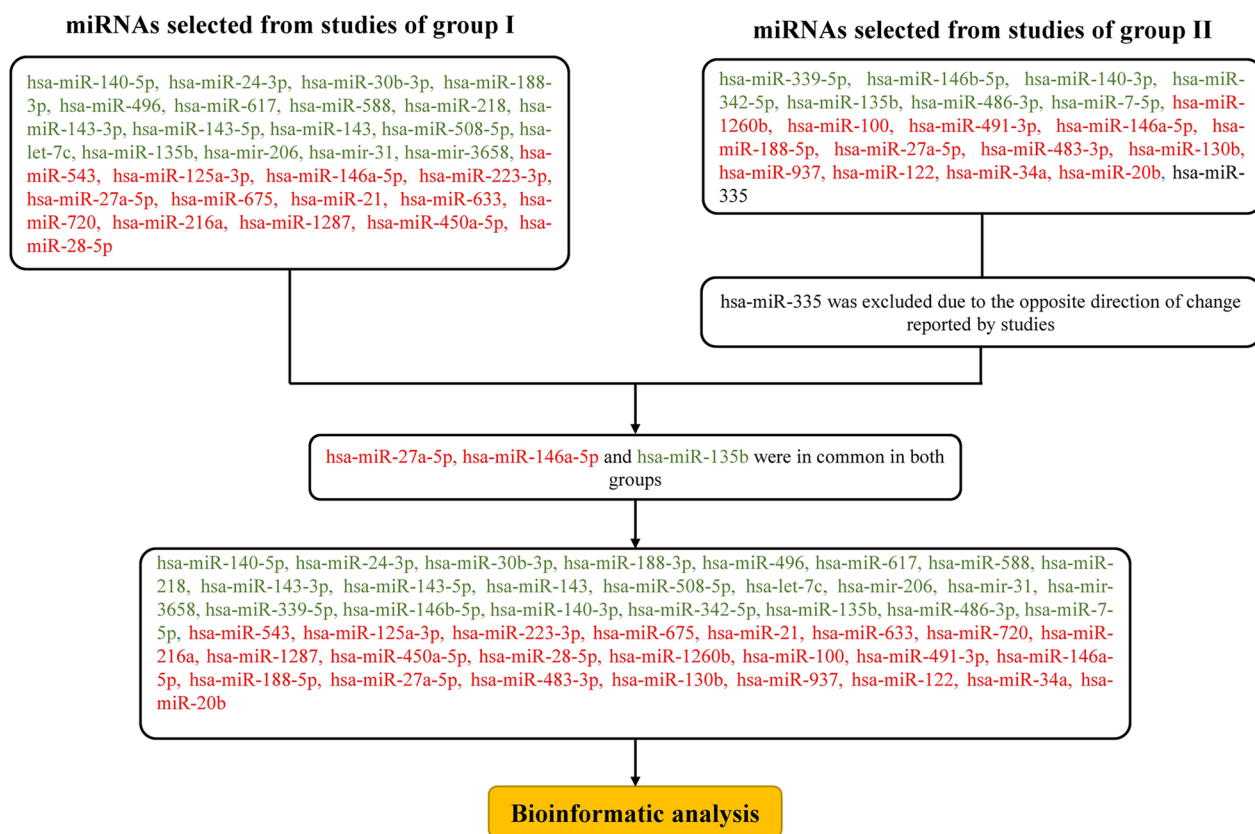 miRNAs selected from studies of group I
hsa-miR-140-5p, hsa-miR-24-3p, hsa-miR-30b-3p, hsa-miR-188-
3p, hsa-miR-496, hsa-miR-617, hsa-miR-588, hsa-miR-218, hsa-
miR-143-3p, hsa-miR-143-5p, hsa-miR-143, hsa-miR-508-5p, hsa-
let-7c, hsa-miR-135b, hsa-mir-206, hsa-mir-31, hsa-mir-3658, hsa-
miR-543, hsa-miR-125a-3p, hsa-miR-146a-5p, hsa-miR-223-3p,
hsa-miR-27a-5p, hsa-miR-675, hsa-miR-21, hsa-miR-633, hsa-
miR-720, hsa-miR-216a, hsa-miR-1287, hsa-miR-450a-5p, hsa-
miR-28-5p
miRNAs selected from studies of group II
hsa-miR-339-5p, hsa-miR-146b-5p, hsa-miR-140-3p, hsa-miR-
342-5p, hsa-miR-135b, hsa-miR-486-3p, hsa-miR-7-5p, hsa-miR-
1260b, hsa-miR-100, hsa-miR-491-3p, hsa-miR-146a-5p, hsa-
miR-188-5p, hsa-miR-27a-5p, hsa-miR-483-3p, hsa-miR-130b,
hsa-miR-937, hsa-miR-122, hsa-miR-34a, hsa-miR-20b, hsa-miR-
335
hsa-miR-335 was excluded due to the opposite direction of change
reported by studies
hsa-miR-27a-5p, hsa-miR-146a-5p and hsa-miR-135b were in common in both
groups
hsa-miR-140-5p, hsa-miR-24-3p, hsa-miR-30b-3p, hsa-miR-188-3p, hsa-miR-496, hsa-miR-617, hsa-miR-588, hsa-miR-
218, hsa-miR-143-3p, hsa-miR-143-5p, hsa-miR-143, hsa-miR-508-5p, hsa-let-7c, hsa-mir-206, hsa-mir-31, hsa-mir-
3658, hsa-miR-339-5p, hsa-miR-146b-5p, hsa-miR-140-3p, hsa-miR-342-5p, hsa-miR-135b, hsa-miR-486-3p, hsa-miR-7-
5p, hsa-miR-543, hsa-miR-125a-3p, hsa-miR-223-3p, hsa-miR-675, hsa-miR-21, hsa-miR-633, hsa-miR-720, hsa-miR-
216a, hsa-miR-1287, hsa-miR-450a-5p, hsa-miR-28-5p, hsa-miR-1260b, hsa-miR-100, hsa-miR-491-3p, hsa-miR-146a-
5p, hsa-miR-188-5p, hsa-miR-27a-5p, hsa-miR-483-3p, hsa-miR-130b, hsa-miR-937, hsa-miR-122, hsa-miR-34a, hsa-
miR-20b
Bioinformatic analysis